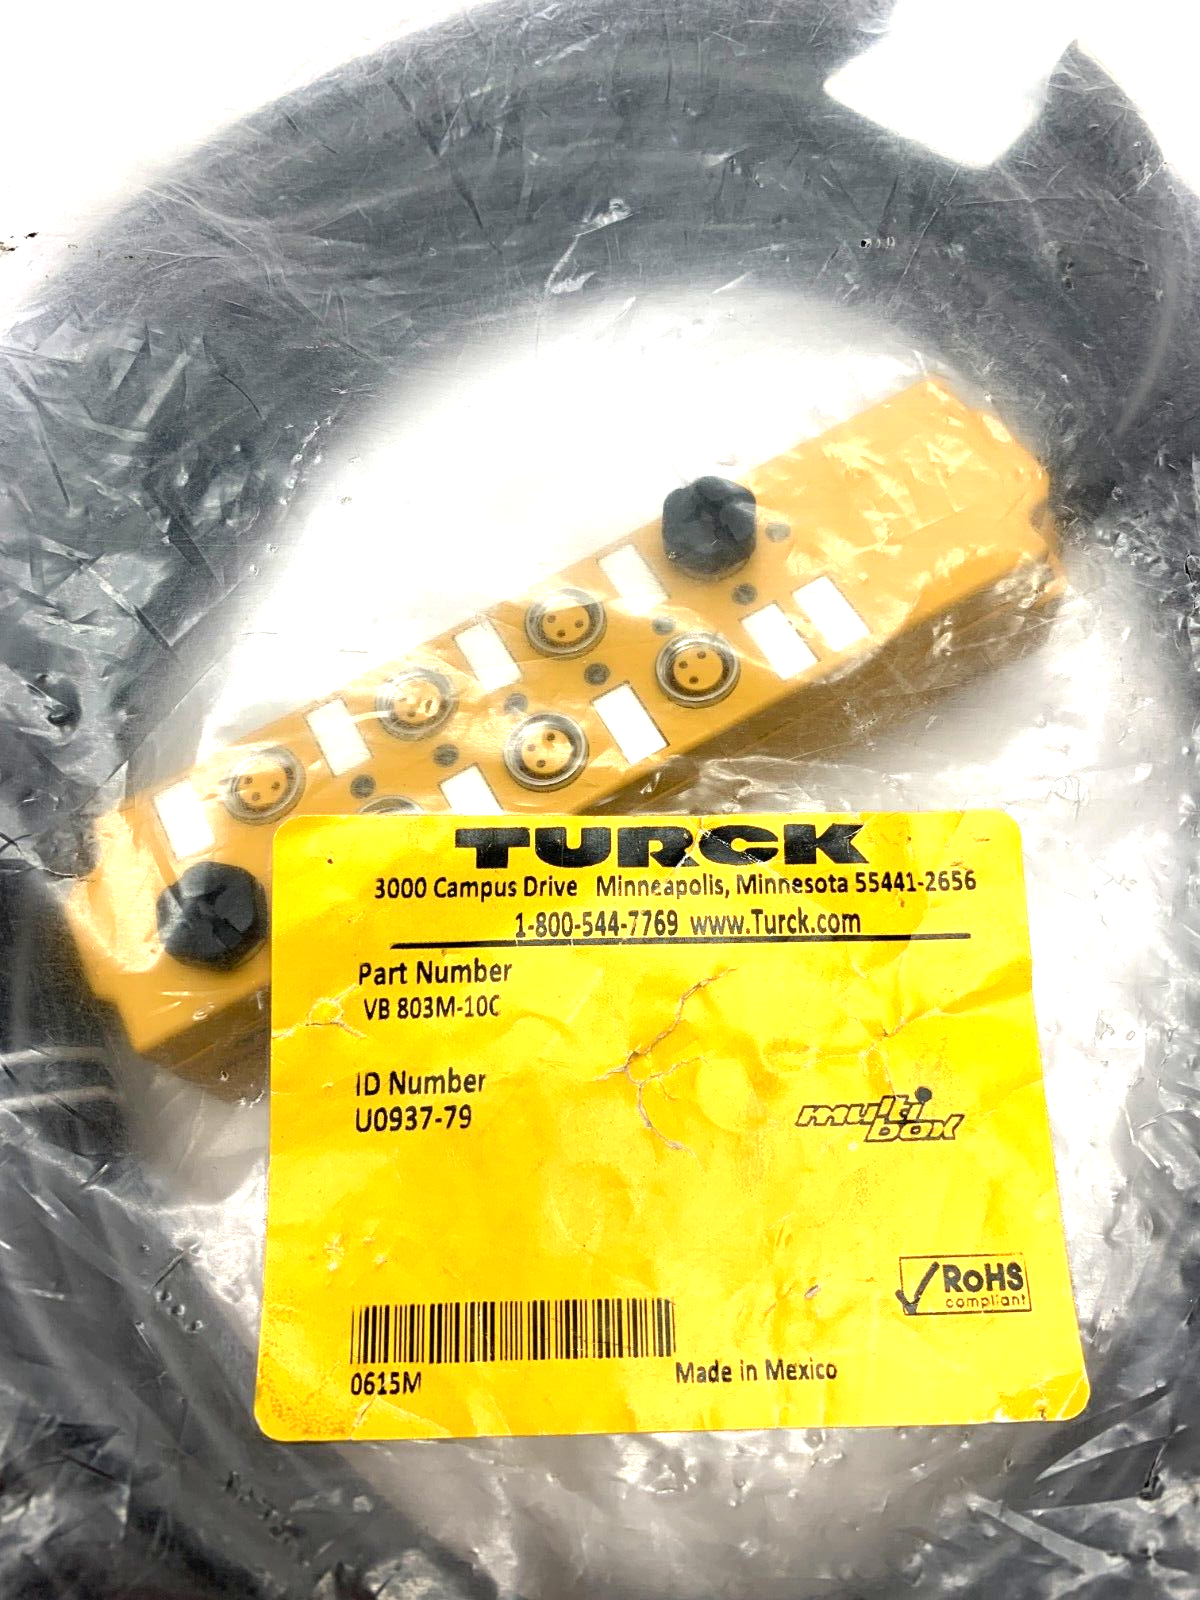 TURCK
3000 Campus Drive Minneapolis, Minnesota 55441-2656
1-800-544-7769 www.Turck.com
Part Number
VB 803M-10C
ID Number
U0937-79
multi
box
RoHS
compliant
0615M
Made in Mexico